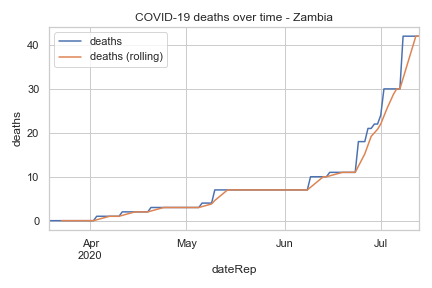 COVID-19 deaths over time - Zambia
deaths
deaths (rolling)
deaths
40
30
20
10
0
Apr
2020
May
Jun
Jul
dateRep